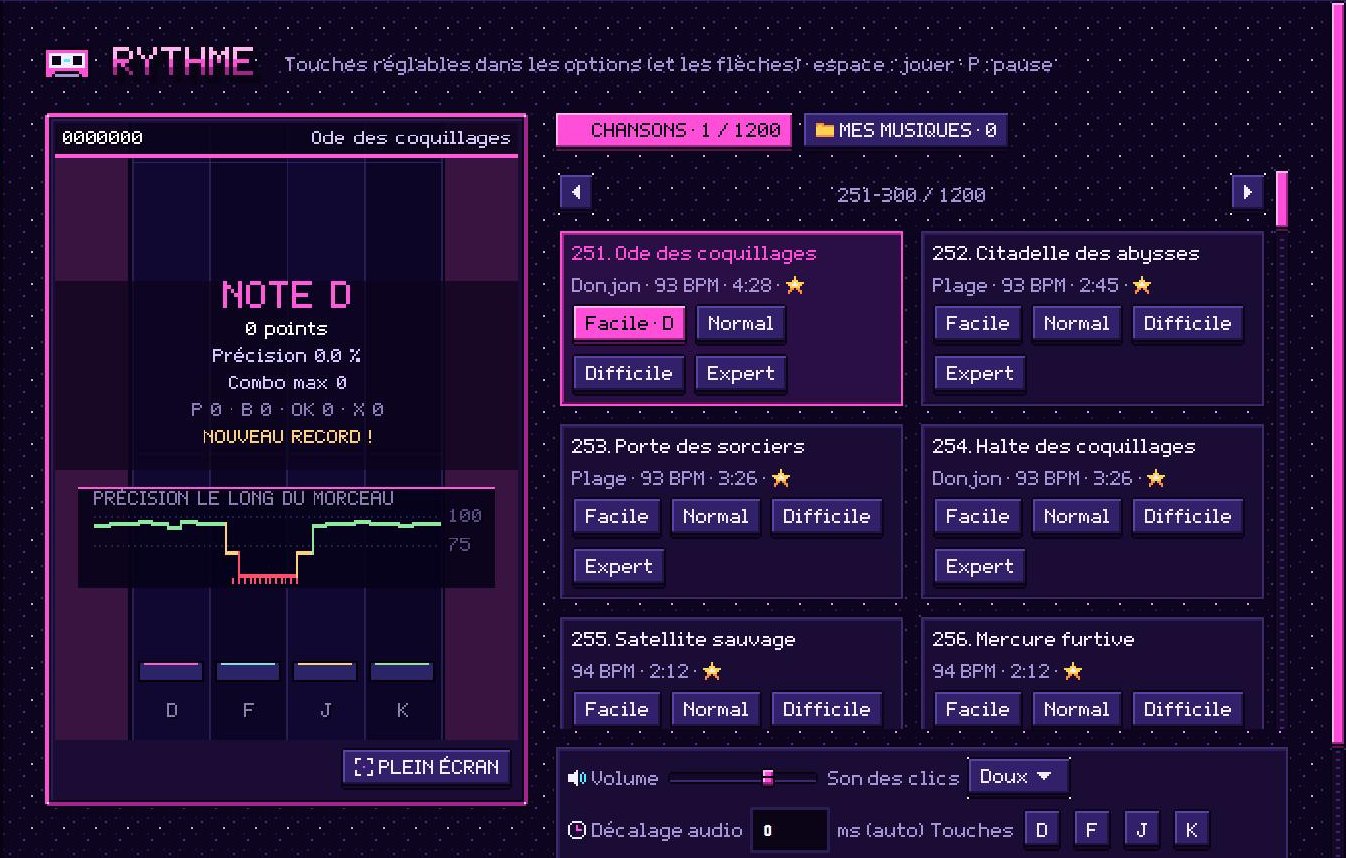 RYTHME
Touches réglables dans les options (et les flèches) · espace : jouer · P : pause
0000000
Ode des coquillages
NOTE D
0 points
Précision 0.0 %
Combo max 0
P 0 · B 0 · OK 0 · X 0
NOUVEAU RECORD !
PRÉCISION LE LONG DU MORCEAU
100
75
D F J K
PLEIN ÉCRAN
CHANSONS · 1 / 1200
MES MUSIQUES · 0
251-300 / 1200
251. Ode des coquillages
Donjon · 93 BPM · 4:28 ·
Facile · D Normal
Difficile Expert
252. Citadelle des abysses
Plage · 93 BPM · 2:45 ·
Facile Normal Difficile
Expert
253. Porte des sorciers
Plage · 93 BPM · 3:26 ·
Facile Normal Difficile
Expert
254. Halte des coquillages
Donjon · 93 BPM · 3:26 ·
Facile Normal Difficile
Expert
255. Satellite sauvage
94 BPM · 2:12 ·
Facile Normal Difficile
256. Mercure furtive
94 BPM · 2:12 ·
Facile Normal Difficile
Volume Son des clics Doux
Décalage audio 0 ms (auto) Touches D F J K